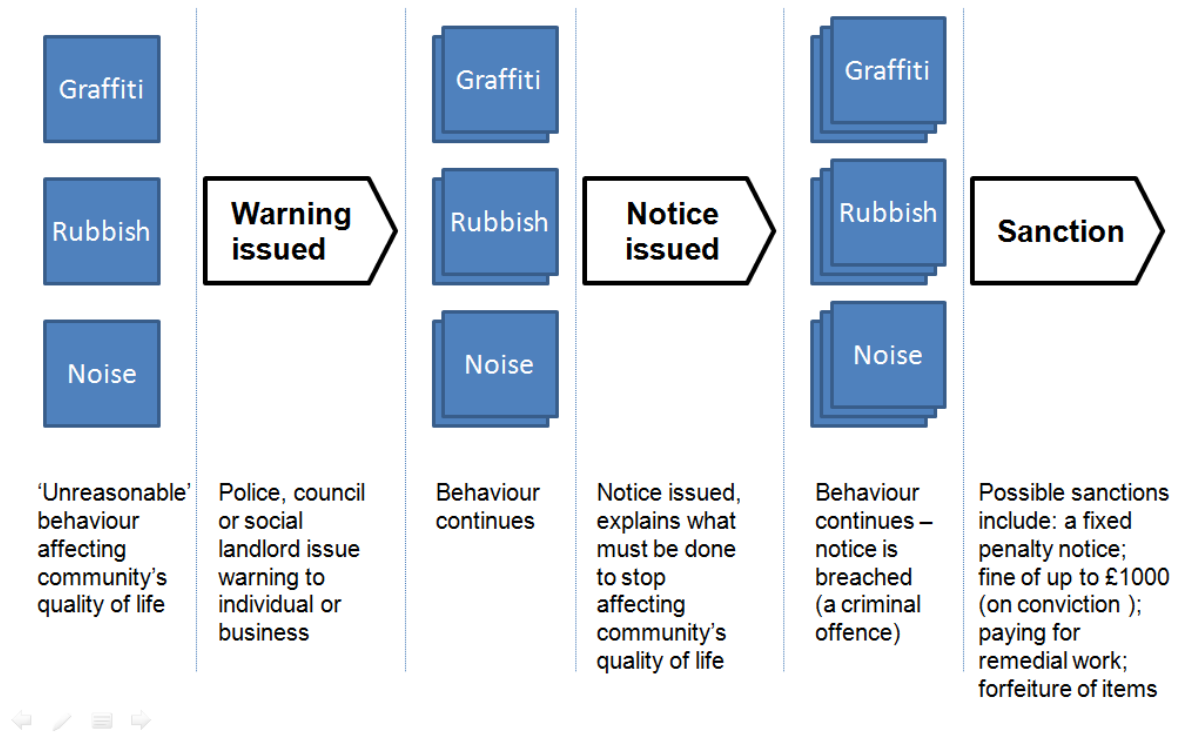 Graffiti
Rubbish
Noise
‘Unreasonable’
behaviour
affecting
community’s
quality of life
Warning
issued
Police, council
or social
landlord issue
warning to
individual or
business
Graffiti
Rubbish
Noise
Behaviour
continues
Notice
issued
Notice issued,
explains what
must be done
to stop
affecting
community’s
quality of life
Graffiti
Rubbish
Noise
Behaviour
continues –
notice is
breached
(a criminal
offence)
Sanction
Possible sanctions
include: a fixed
penalty notice;
fine of up to £1000
(on conviction );
paying for
remedial work;
forfeiture of items